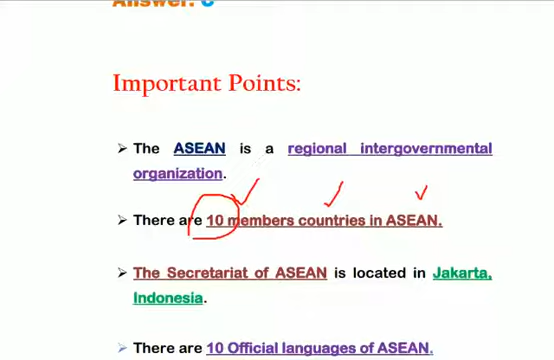 Answer: C
Important Points:
➢ The ASEAN is a regional intergovernmental
organization.
➢ There are 10 members countries in ASEAN.
➢ The Secretariat of ASEAN is located in Jakarta,
Indonesia.
➢ There are 10 Official languages of ASEAN.